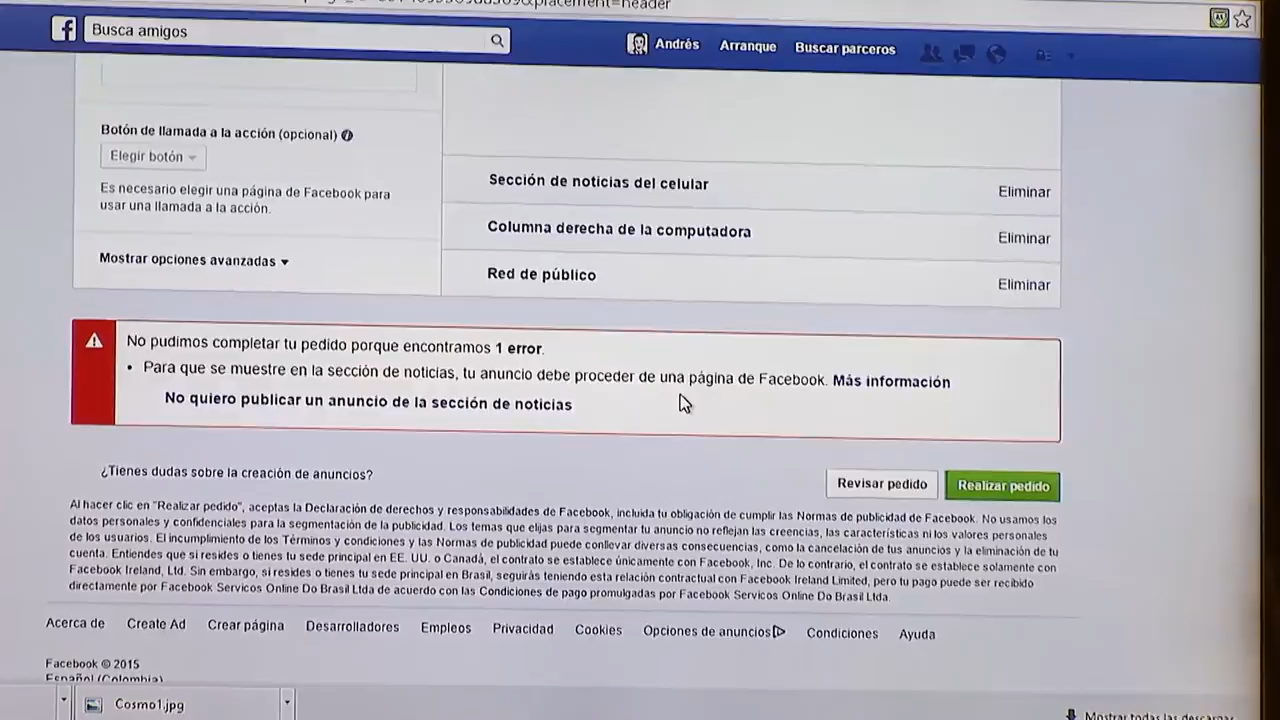 placement=header
Busca amigos
Andrés Arranque Buscar parceros
Botón de llamada a la acción (opcional)
Elegir botón
Es necesario elegir una página de Facebook para
usar una llamada a la acción.
Mostrar opciones avanzadas
Sección de noticias del celular Eliminar
Columna derecha de la computadora Eliminar
Red de público Eliminar
No pudimos completar tu pedido porque encontramos 1 error.
• Para que se muestre en la sección de noticias, tu anuncio debe proceder de una página de Facebook. Más información
No quiero publicar un anuncio de la sección de noticias
¿Tienes dudas sobre la creación de anuncios?
Revisar pedido Realizar pedido
Al hacer clic en "Realizar pedido", aceptas la Declaración de derechos y responsabilidades de Facebook, incluida tu obligación de cumplir las Normas de publicidad de Facebook. No usamos los
datos personales y confidenciales para la segmentación de la publicidad. Los temas que elijas para segmentar tu anuncio no reflejan las creencias, las características ni los valores personales
de los usuarios. El incumplimiento de los Términos y condiciones y las Normas de publicidad puede conllevar diversas consecuencias, como la cancelación de tus anuncios y la eliminación de tu
cuenta. Entiendes que si resides o tienes tu sede principal en EE. UU. o Canadá, el contrato se establece únicamente con Facebook, Inc. De lo contrario, el contrato se establece solamente con
Facebook Ireland, Ltd. Sin embargo, si resides o tienes tu sede principal en Brasil, seguirás teniendo esta relación contractual con Facebook Ireland Limited, pero tu pago puede ser recibido
directamente por Facebook Servicos Online Do Brasil Ltda de acuerdo con las Condiciones de pago promulgadas por Facebook Servicos Online Do Brasil Ltda.
Acerca de Create Ad Crear página Desarrolladores Empleos Privacidad Cookies Opciones de anuncios Condiciones Ayuda
Facebook © 2015
Español (Colombia)
Cosmo1.jpg
Mostrar todas las descargas